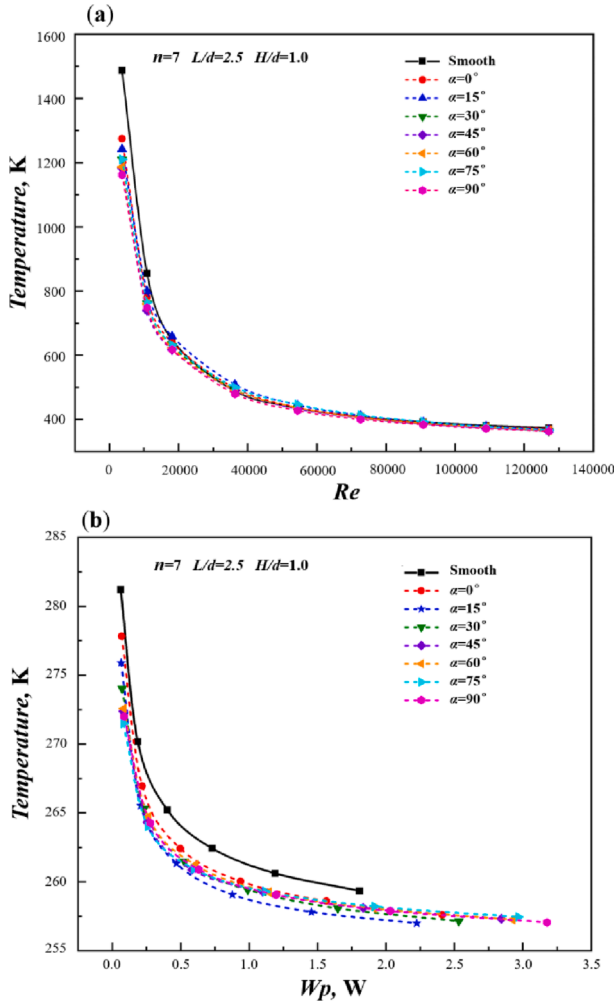 (a)
n=7 L/d=2.5 H/d=1.0
Smooth
α=0°
α=15°
α=30°
α=45°
α=60°
α=75°
α=90°
Temperature, K
1600
1400
1200
1000
800
600
400
0 20000 40000 60000 80000 100000 120000 140000
Re
(b)
n=7 L/d=2.5 H/d=1.0
Smooth
α=0°
α=15°
α=30°
α=45°
α=60°
α=75°
α=90°
Temperature, K
285
280
275
270
265
260
255
0.0 0.5 1.0 1.5 2.0 2.5 3.0 3.5
Wp, W